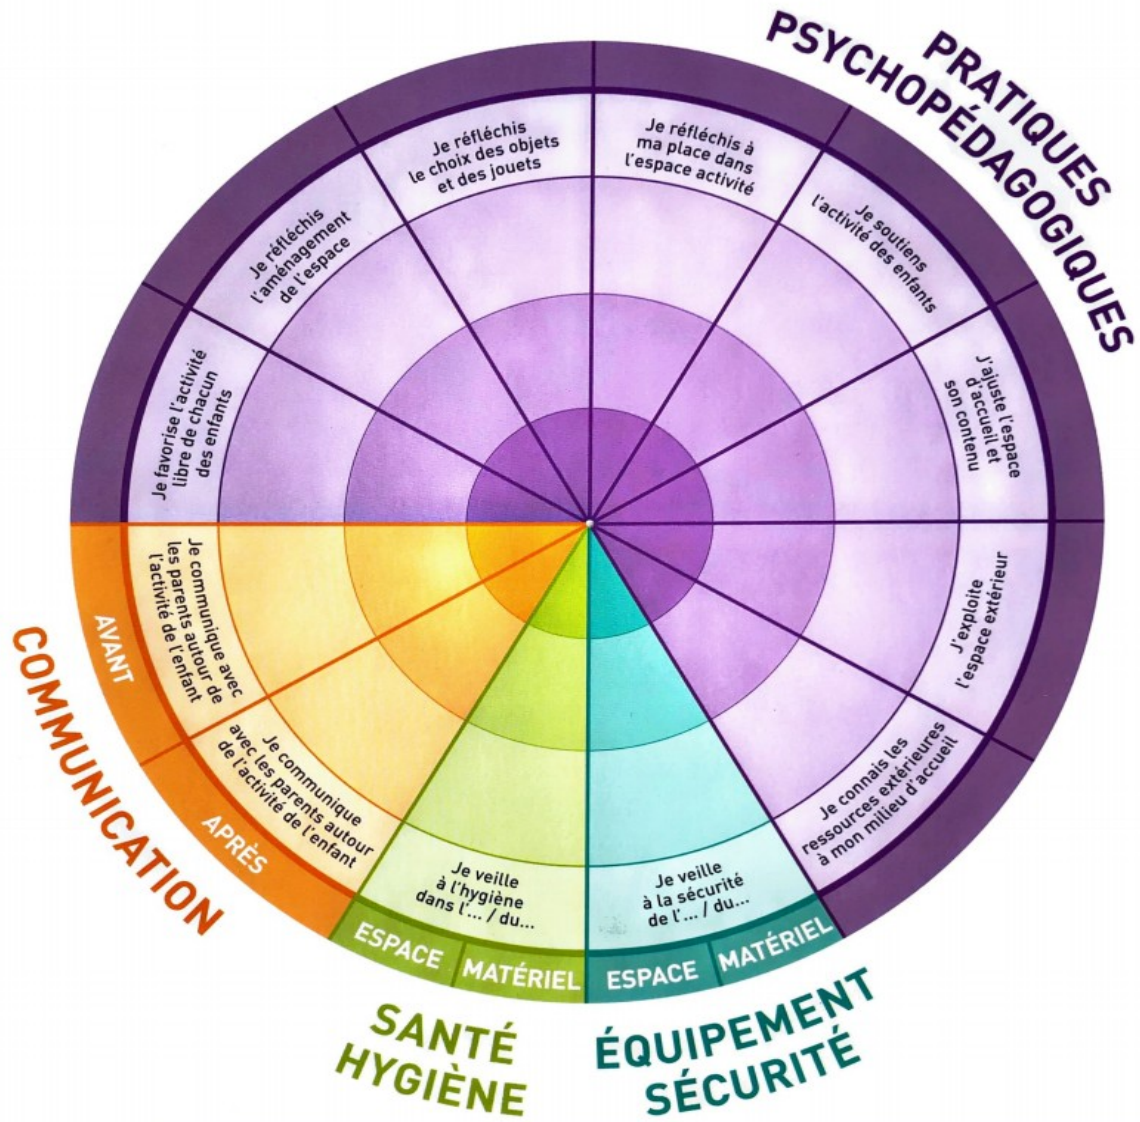 PRATIQUES
PSYCHOPÉDAGOGIQUES
Je réfléchis
le choix des objets
et des jouets
Je réfléchis à
ma place dans
l'espace activité
Je soutiens
l'activité des enfants
J'ajuste l'espace
d'accueil et
son contenu
J'exploite
l'espace extérieur
Je connais les
ressources extérieures
à mon milieu d'accueil
Je réfléchis
l'aménagement
de l'espace
Je favorise l'activité
libre de chacun
des enfants
Je communique avec
les parents autour de
l'activité de l'enfant
AVANT
Je communique
avec les parents autour
de l'activité de l'enfant
APRÈS
COMMUNICATION
Je veille
à l'hygiène
dans l'... / du...
ESPACE
MATÉRIEL
SANTÉ
HYGIÈNE
Je veille
à la sécurité
de l'... / du...
ESPACE
MATÉRIEL
ÉQUIPEMENT
SÉCURITÉ